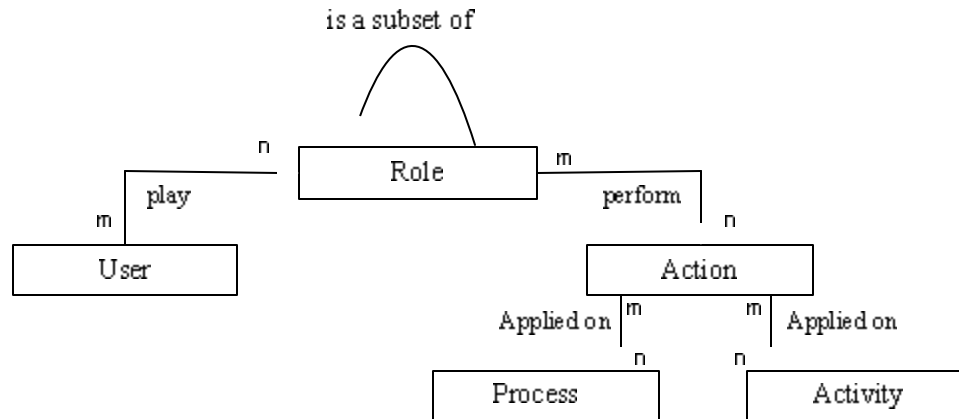 is a subset of
n
Role
m
play
perform
m
n
User
Action
Applied on
m
m
Applied on
n
n
Process
Activity